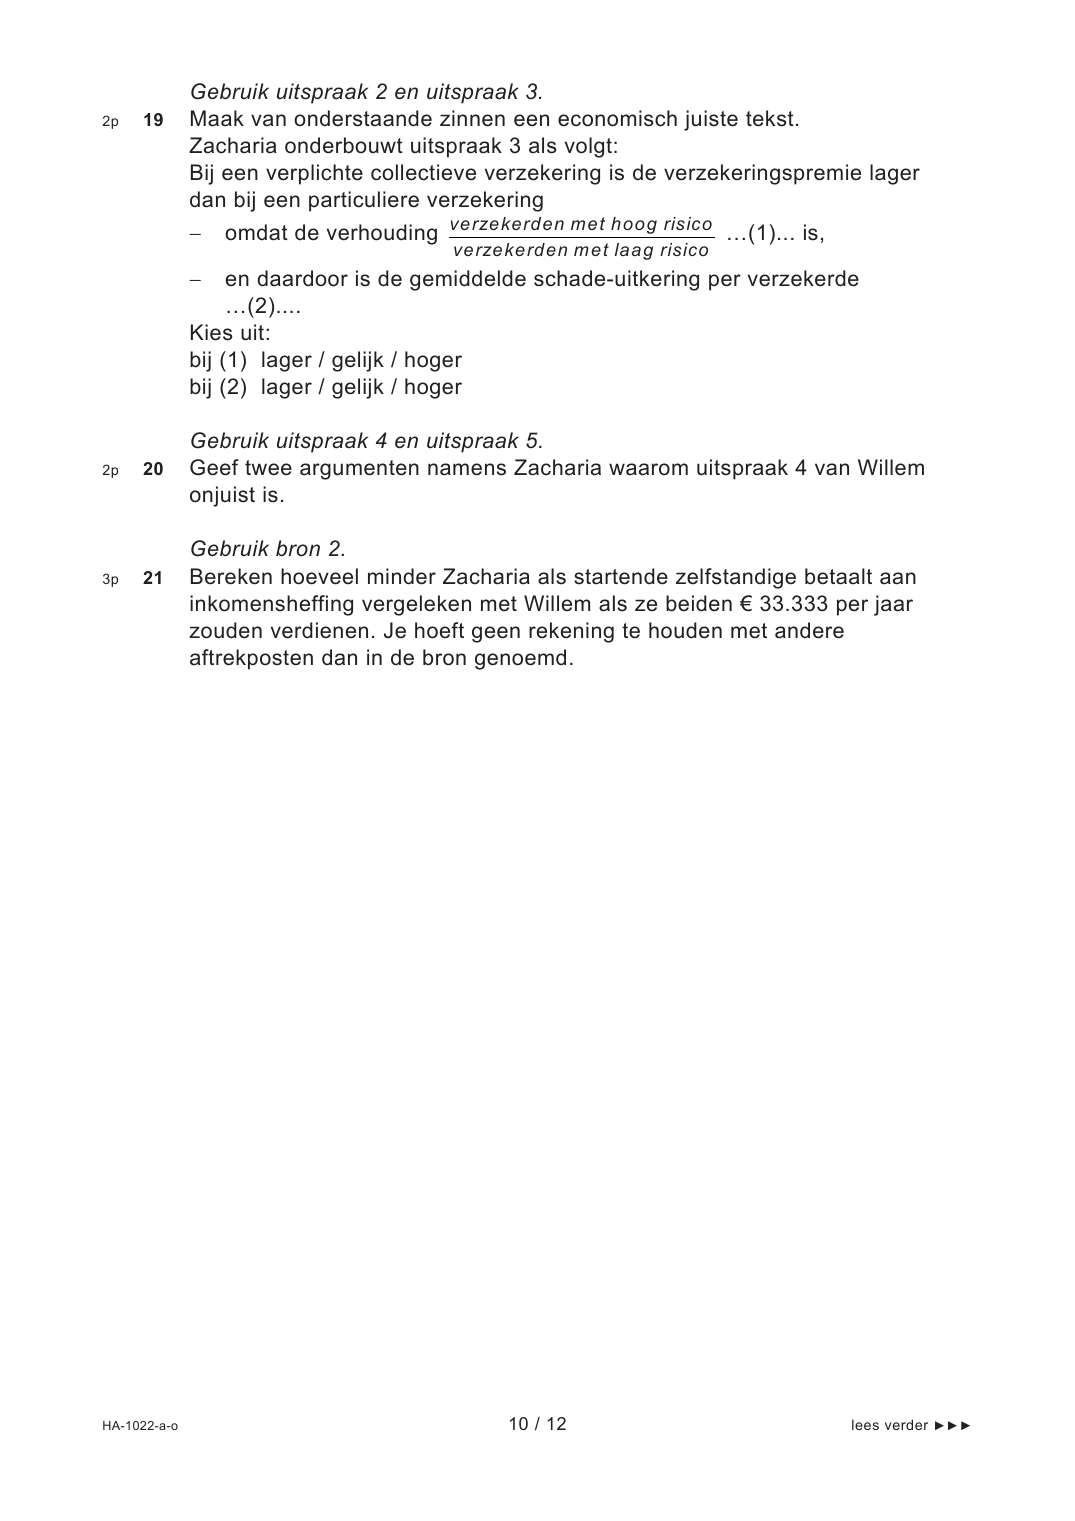 Gebruik uitspraak 2 en uitspraak 3.
2p 19 Maak van onderstaande zinnen een economisch juiste tekst.
Zacharia onderbouwt uitspraak 3 als volgt:
Bij een verplichte collectieve verzekering is de verzekeringspremie lager
dan bij een particuliere verzekering
– omdat de verhouding verzekerden met hoog risico / verzekerden met laag risico …(1)... is,
– en daardoor is de gemiddelde schade-uitkering per verzekerde
…(2)....
Kies uit:
bij (1) lager / gelijk / hoger
bij (2) lager / gelijk / hoger
Gebruik uitspraak 4 en uitspraak 5.
2p 20 Geef twee argumenten namens Zacharia waarom uitspraak 4 van Willem
onjuist is.
Gebruik bron 2.
3p 21 Bereken hoeveel minder Zacharia als startende zelfstandige betaalt aan
inkomensheffing vergeleken met Willem als ze beiden € 33.333 per jaar
zouden verdienen. Je hoeft geen rekening te houden met andere
aftrekposten dan in de bron genoemd.
HA-1022-a-o 10 / 12 lees verder ►►►